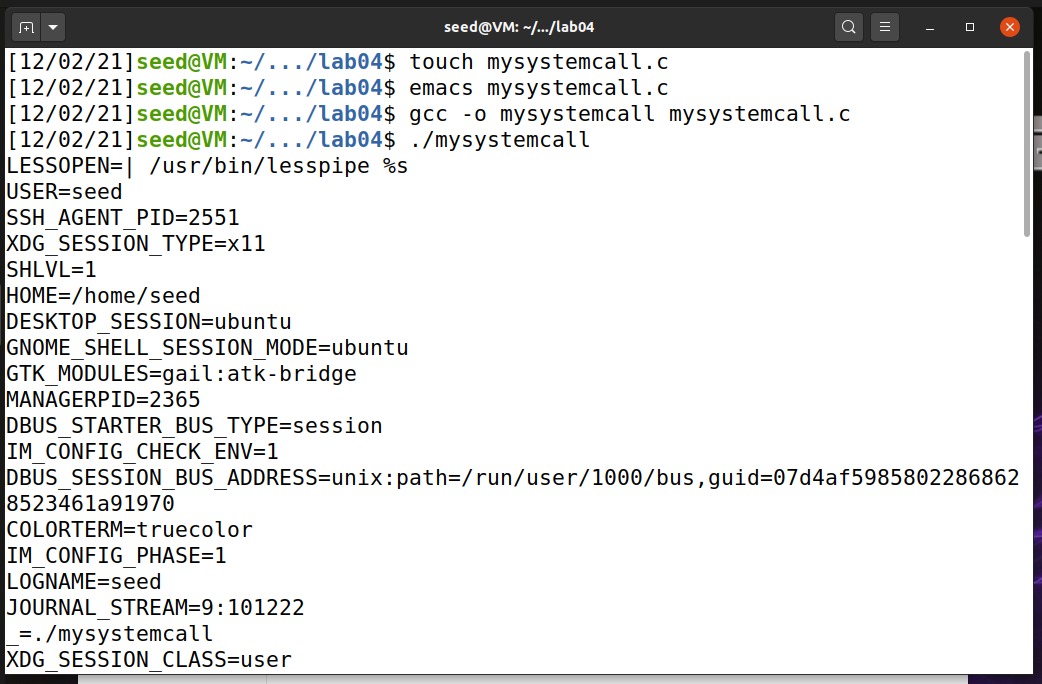 seed@VM: ~/.../lab04
[12/02/21]seed@VM:~/.../lab04$ touch mysystemcall.c
[12/02/21]seed@VM:~/.../lab04$ emacs mysystemcall.c
[12/02/21]seed@VM:~/.../lab04$ gcc -o mysystemcall mysystemcall.c
[12/02/21]seed@VM:~/.../lab04$ ./mysystemcall
LESSOPEN=| /usr/bin/lesspipe %s
USER=seed
SSH_AGENT_PID=2551
XDG_SESSION_TYPE=x11
SHLVL=1
HOME=/home/seed
DESKTOP_SESSION=ubuntu
GNOME_SHELL_SESSION_MODE=ubuntu
GTK_MODULES=gail:atk-bridge
MANAGERPID=2365
DBUS_STARTER_BUS_TYPE=session
IM_CONFIG_CHECK_ENV=1
DBUS_SESSION_BUS_ADDRESS=unix:path=/run/user/1000/bus,guid=07d4af5985802286862
8523461a91970
COLORTERM=truecolor
IM_CONFIG_PHASE=1
LOGNAME=seed
JOURNAL_STREAM=9:101222
_=./mysystemcall
XDG_SESSION_CLASS=user